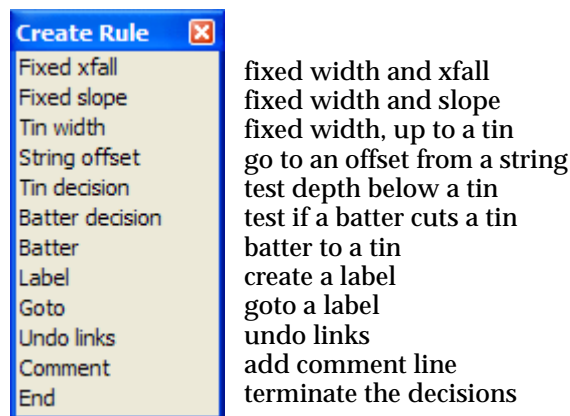 Create Rule
Fixed xfall fixed width and xfall
Fixed slope fixed width and slope
Tin width fixed width, up to a tin
String offset go to an offset from a string
Tin decision test depth below a tin
Batter decision test if a batter cuts a tin
Batter batter to a tin
Label create a label
Goto goto a label
Undo links undo links
Comment add comment line
End terminate the decisions